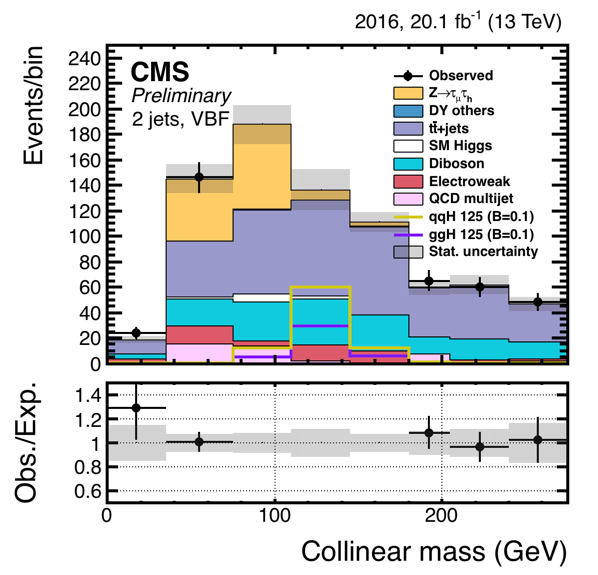 2016, 20.1 fb⁻¹ (13 TeV)
Events/bin
240
220
200
180
160
140
120
100
80
60
40
20
0
CMS
Preliminary
2 jets, VBF
Observed
Z→τμτh
DY others
tt̄+jets
SM Higgs
Diboson
Electroweak
QCD multijet
qqH 125 (B=0.1)
ggH 125 (B=0.1)
Stat. uncertainty
Obs./Exp.
1.4
1.2
1
0.8
0.6
0 100 200
Collinear mass (GeV)